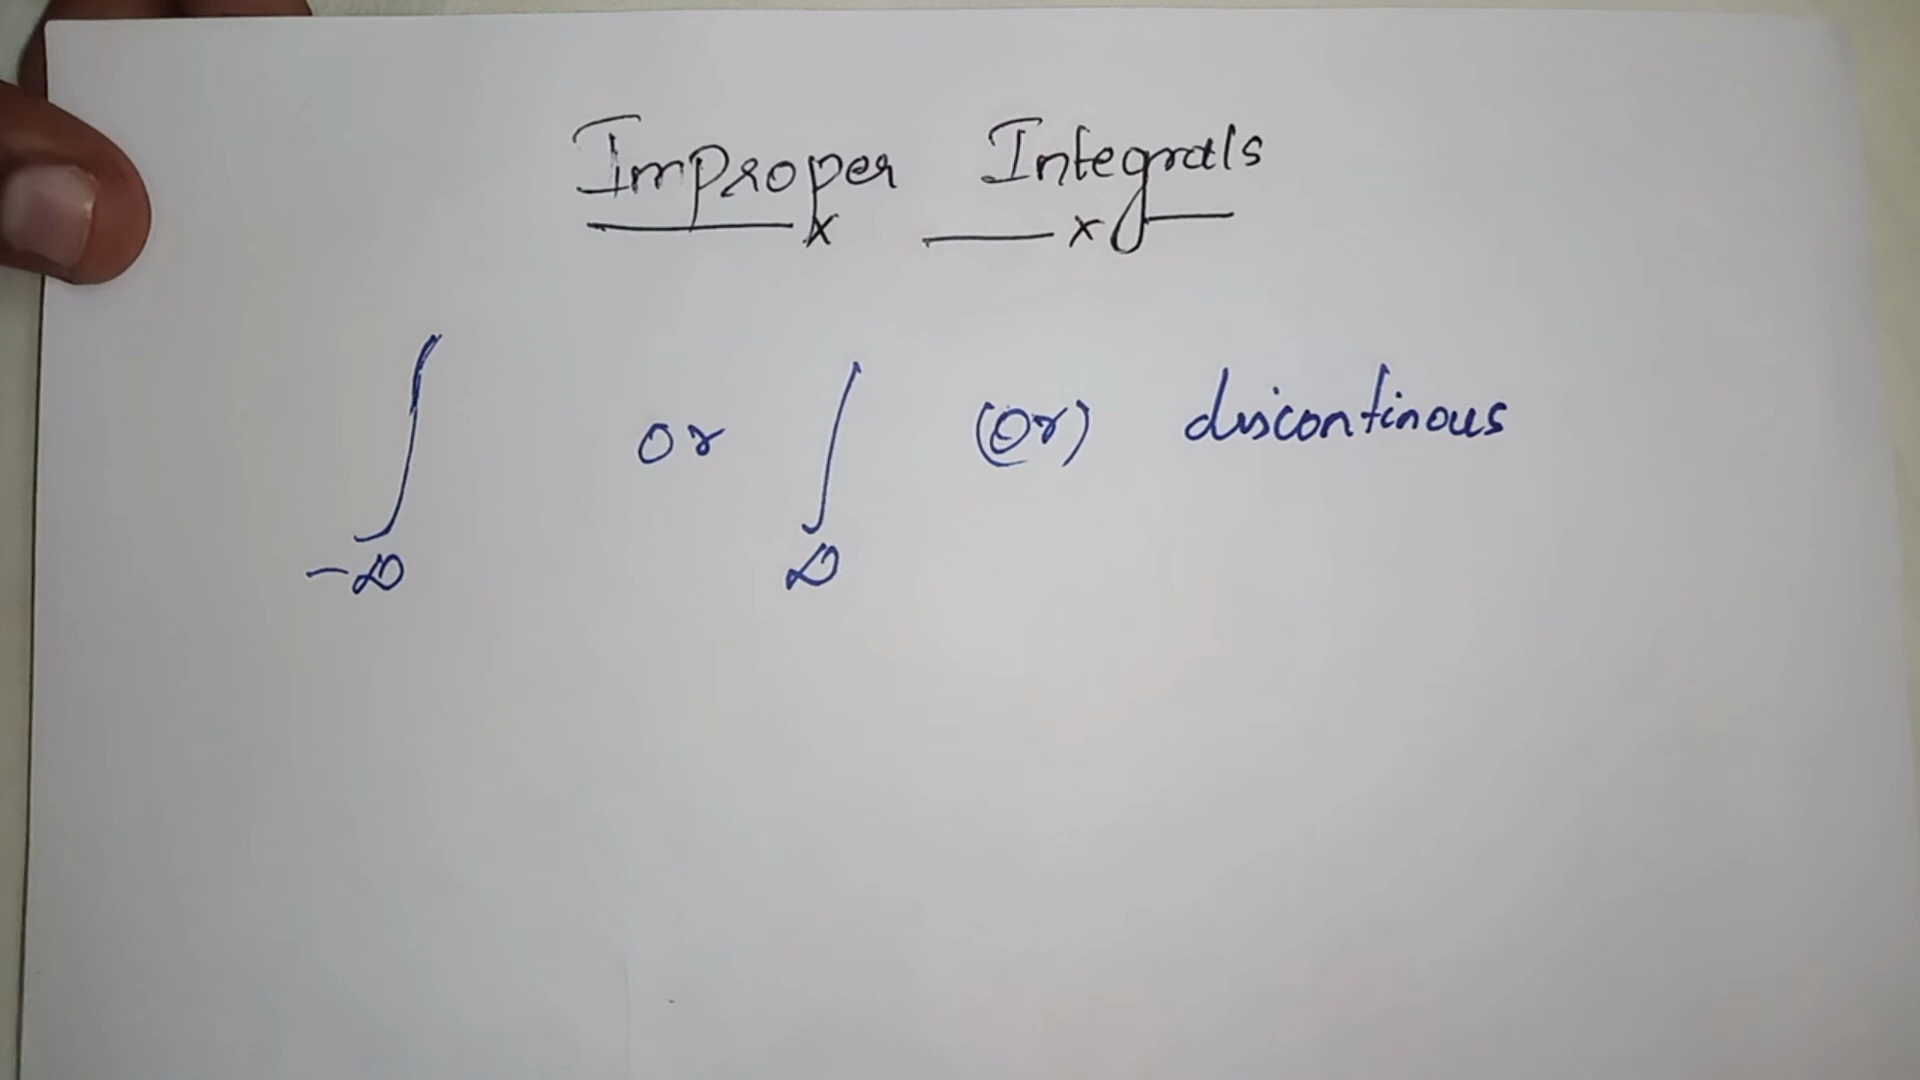 Improper Integrals
∫ or ∫ (or) discontinous
-∞ ∞